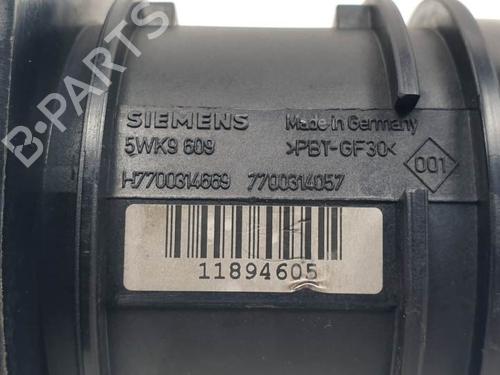 SIEMENS
Made in Germany
5WK9 609
>PBT-GF30<
001
H7700314669 7700314057
11894605
B-PARTS